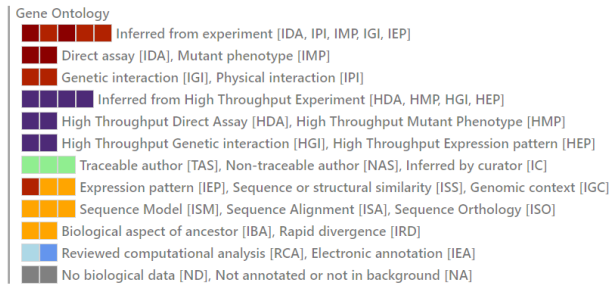 Gene Ontology
Inferred from experiment [IDA, IPI, IMP, IGI, IEP]
Direct assay [IDA], Mutant phenotype [IMP]
Genetic interaction [IGI], Physical interaction [IPI]
Inferred from High Throughput Experiment [HDA, HMP, HGI, HEP]
High Throughput Direct Assay [HDA], High Throughput Mutant Phenotype [HMP]
High Throughput Genetic interaction [HGI], High Throughput Expression pattern [HEP]
Traceable author [TAS], Non-traceable author [NAS], Inferred by curator [IC]
Expression pattern [IEP], Sequence or structural similarity [ISS], Genomic context [IGC]
Sequence Model [ISM], Sequence Alignment [ISA], Sequence Orthology [ISO]
Biological aspect of ancestor [IBA], Rapid divergence [IRD]
Reviewed computational analysis [RCA], Electronic annotation [IEA]
No biological data [ND], Not annotated or not in background [NA]